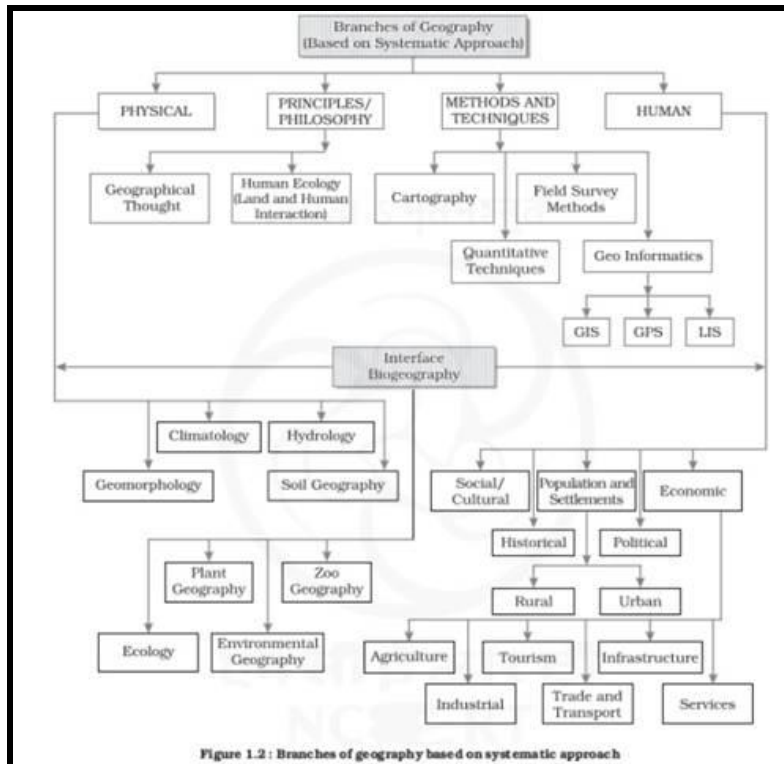 Branches of Geography
(Based on Systematic Approach)
PHYSICAL
PRINCIPLES/
PHILOSOPHY
METHODS AND
TECHNIQUES
HUMAN
Geographical
Thought
Human Ecology
(Land and Human
Interaction)
Cartography
Field Survey
Methods
Quantitative
Techniques
Geo Informatics
GIS
GPS
LIS
Interface
Biogeography
Climatology
Hydrology
Geomorphology
Soil Geography
Social/
Cultural
Population and
Settlements
Economic
Historical
Political
Plant
Geography
Zoo
Geography
Rural
Urban
Ecology
Environmental
Geography
Agriculture
Tourism
Infrastructure
Industrial
Trade and
Transport
Services
Figure 1.2 : Branches of geography based on systematic approach